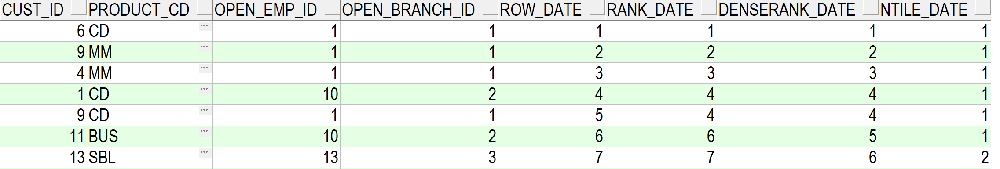 CUST_ID PRODUCT_CD OPEN_EMP_ID OPEN_BRANCH_ID ROW_DATE RANK_DATE DENSERANK_DATE NTILE_DATE
6 CD ... 1 1 1 1 1 1
9 MM ... 1 1 2 2 2 1
4 MM ... 1 1 3 3 3 1
1 CD ... 10 2 4 4 4 1
9 CD ... 1 1 5 4 4 1
11 BUS ... 10 2 6 6 5 1
13 SBL ... 13 3 7 7 6 2